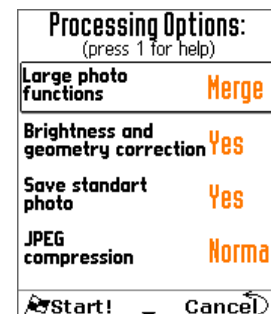 Processing Options:
(press 1 for help)
Large photo
functions Merge
Brightness and
geometry correction Yes
Save standart
photo Yes
JPEG
compression Norma
Start! _ Cancel